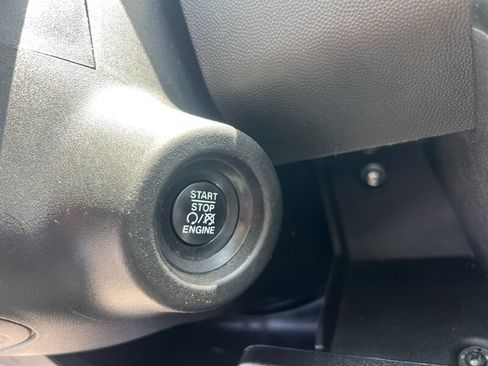 START
STOP
/
ENGINE